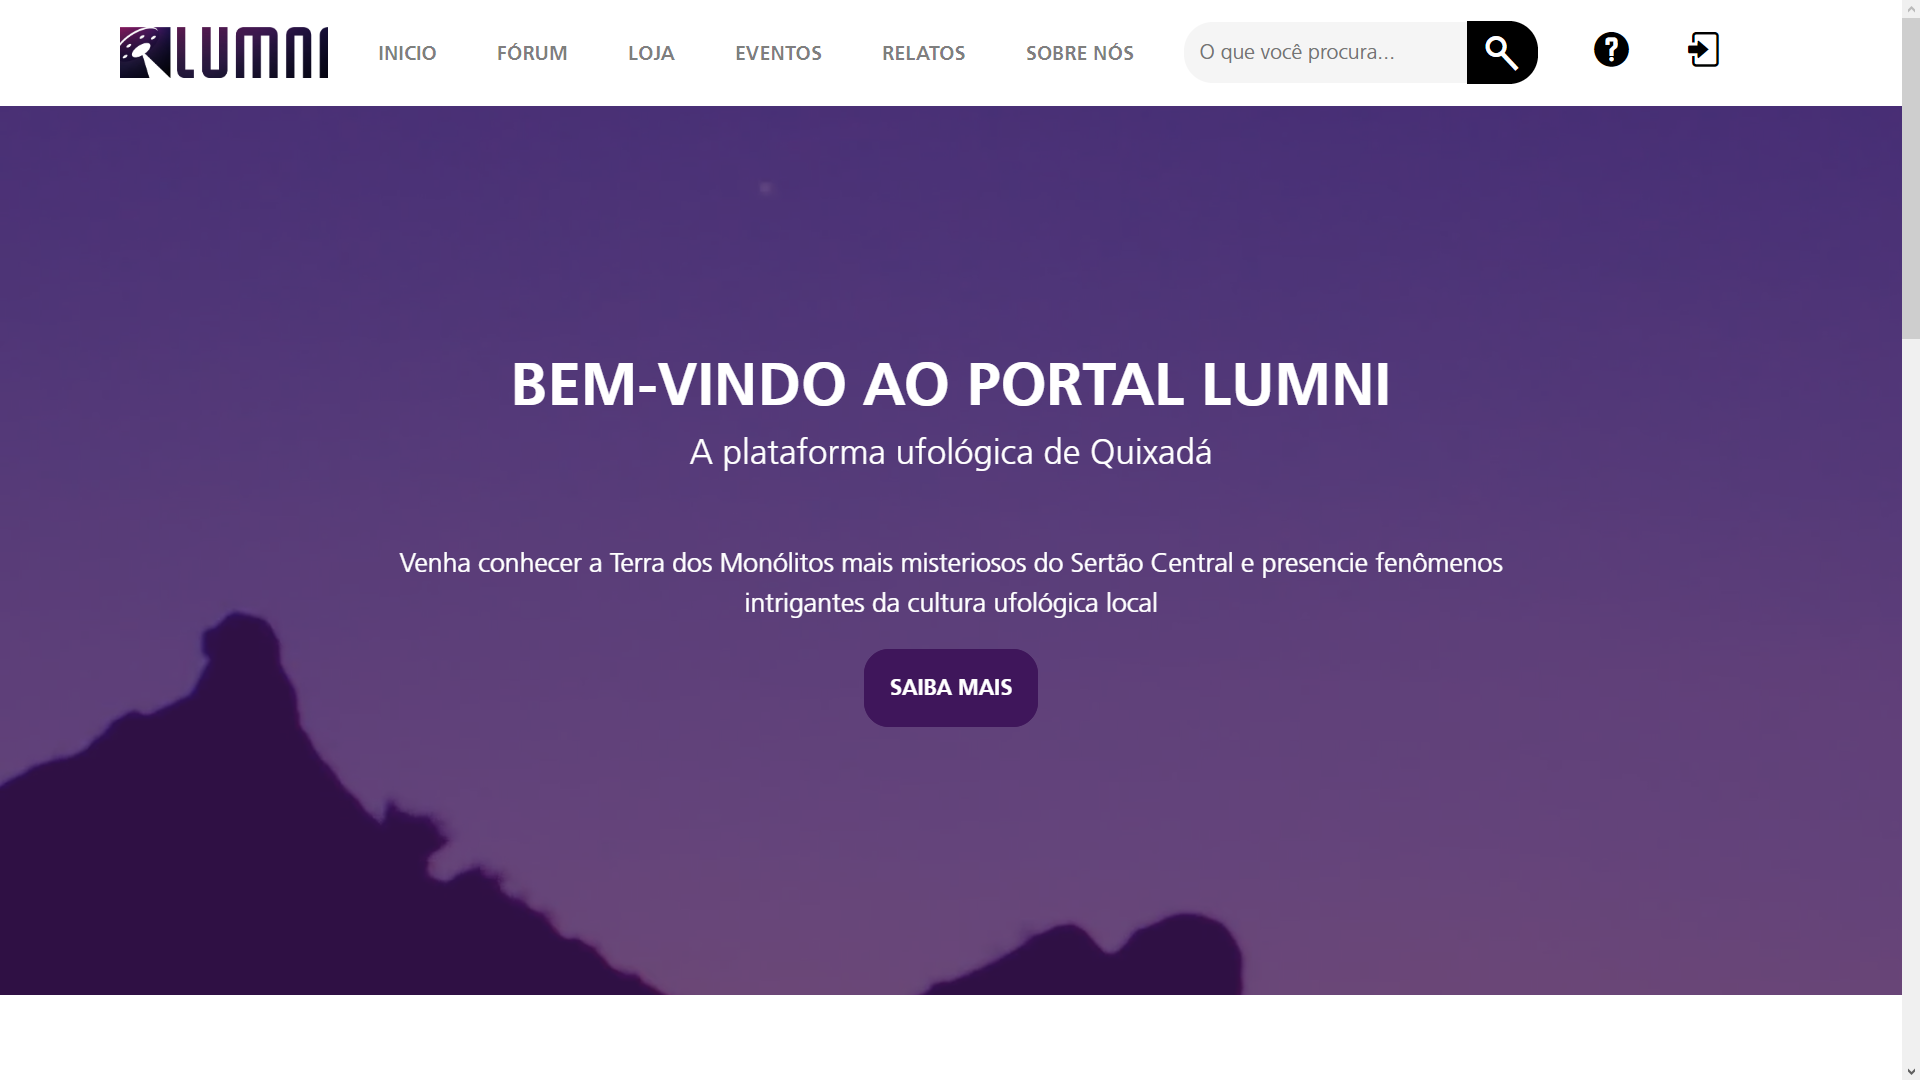 LUMNI
INICIO
FÓRUM
LOJA
EVENTOS
RELATOS
SOBRE NÓS
O que você procura...
BEM-VINDO AO PORTAL LUMNI
A plataforma ufológica de Quixadá
Venha conhecer a Terra dos Monólitos mais misteriosos do Sertão Central e presencie fenômenos
intrigantes da cultura ufológica local
SAIBA MAIS